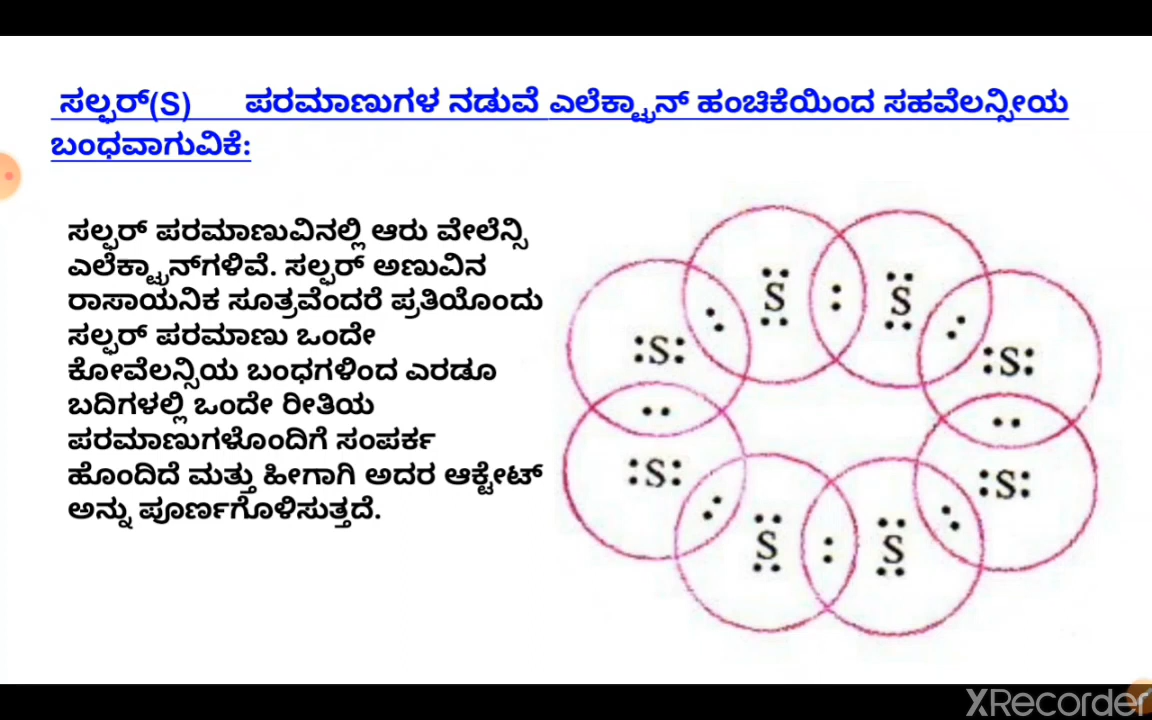 ಸಲ್ಫರ್(S) ಪರಮಾಣುಗಳ ನಡುವೆ ಎಲೆಕ್ಟ್ರಾನ್ ಹಂಚಿಕೆಯಿಂದ ಸಹವೆಲನ್ಸೀಯ
ಬಂಧವಾಗುವಿಕೆ:
ಸಲ್ಫರ್ ಪರಮಾಣುವಿನಲ್ಲಿ ಆರು ವೇಲೆನ್ಸಿ
ಎಲೆಕ್ಟ್ರಾನ್‌ಗಳಿವೆ. ಸಲ್ಫರ್ ಅಣುವಿನ
ರಾಸಾಯನಿಕ ಸೂತ್ರವೆಂದರೆ ಪ್ರತಿಯೊಂದು
ಸಲ್ಫರ್ ಪರಮಾಣು ಒಂದೇ
ಕೋವೆಲನ್ಸಿಯ ಬಂಧಗಳಿಂದ ಎರಡೂ
ಬದಿಗಳಲ್ಲಿ ಒಂದೇ ರೀತಿಯ
ಪರಮಾಣುಗಳೊಂದಿಗೆ ಸಂಪರ್ಕ
ಹೊಂದಿದೆ ಮತ್ತು ಹೀಗಾಗಿ ಅದರ ಆಕ್ಟೇಟ್
ಅನ್ನು ಪೂರ್ಣಗೊಳಿಸುತ್ತದೆ.
S
S
S
S
S
S
S
S
XRecorder